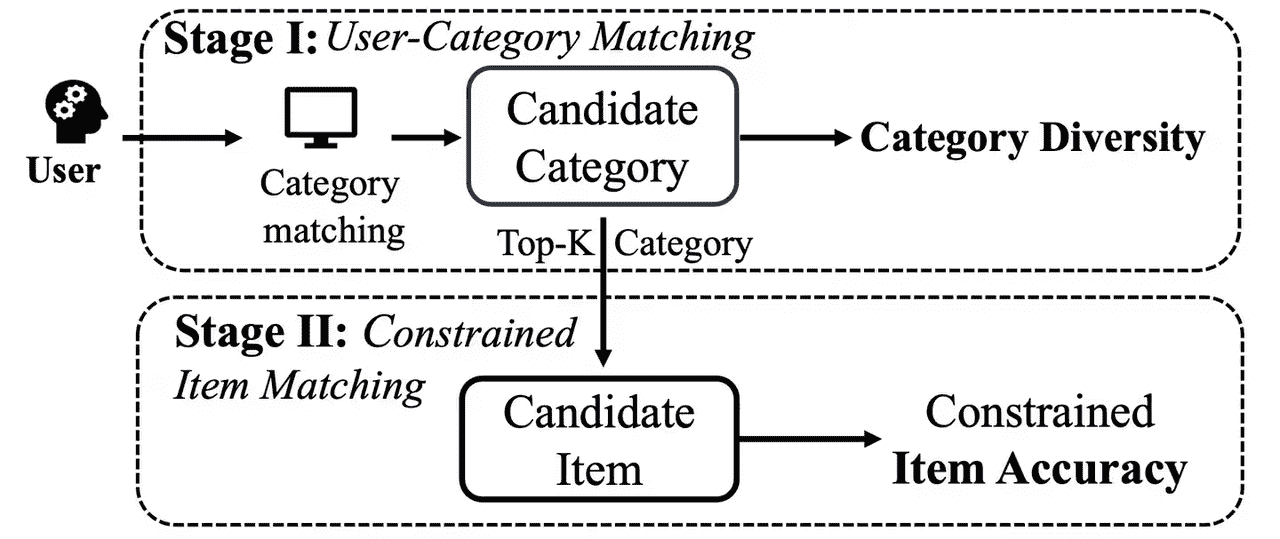 Stage I: User-Category Matching
User
Category
matching
Candidate
Category
Category Diversity
Top-K Category
Stage II: Constrained
Item Matching
Candidate
Item
Constrained
Item Accuracy